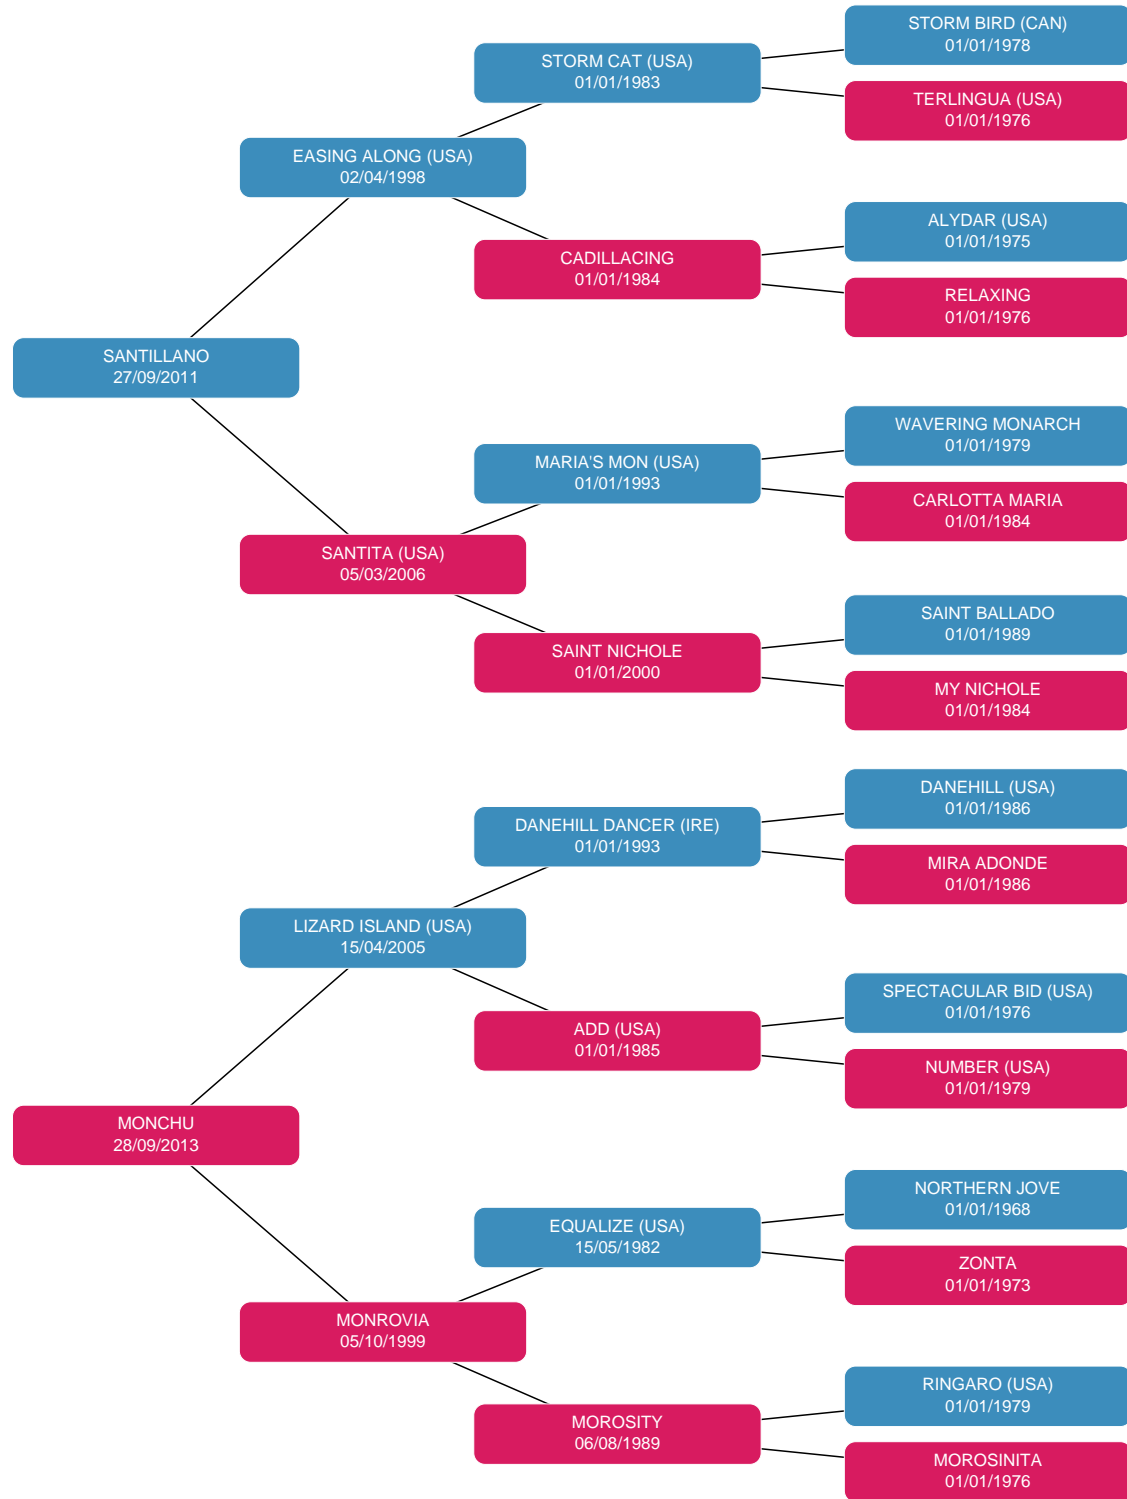 STORM BIRD (CAN)
01/01/1978
STORM CAT (USA)
01/01/1983
TERLINGUA (USA)
01/01/1976
EASING ALONG (USA)
02/04/1998
ALYDAR (USA)
01/01/1975
CADILLACING
01/01/1984
RELAXING
01/01/1976
SANTILLANO
27/09/2011
WAVERING MONARCH
01/01/1979
MARIA'S MON (USA)
01/01/1993
CARLOTTA MARIA
01/01/1984
SANTITA (USA)
05/03/2006
SAINT BALLADO
01/01/1989
SAINT NICHOLE
01/01/2000
MY NICHOLE
01/01/1984
DANEHILL (USA)
01/01/1986
DANEHILL DANCER (IRE)
01/01/1993
MIRA ADONDE
01/01/1986
LIZARD ISLAND (USA)
15/04/2005
SPECTACULAR BID (USA)
01/01/1976
ADD (USA)
01/01/1985
NUMBER (USA)
01/01/1979
MONCHU
28/09/2013
NORTHERN JOVE
01/01/1968
EQUALIZE (USA)
15/05/1982
ZONTA
01/01/1973
MONROVIA
05/10/1999
RINGARO (USA)
01/01/1979
MOROSITY
06/08/1989
MOROSINITA
01/01/1976